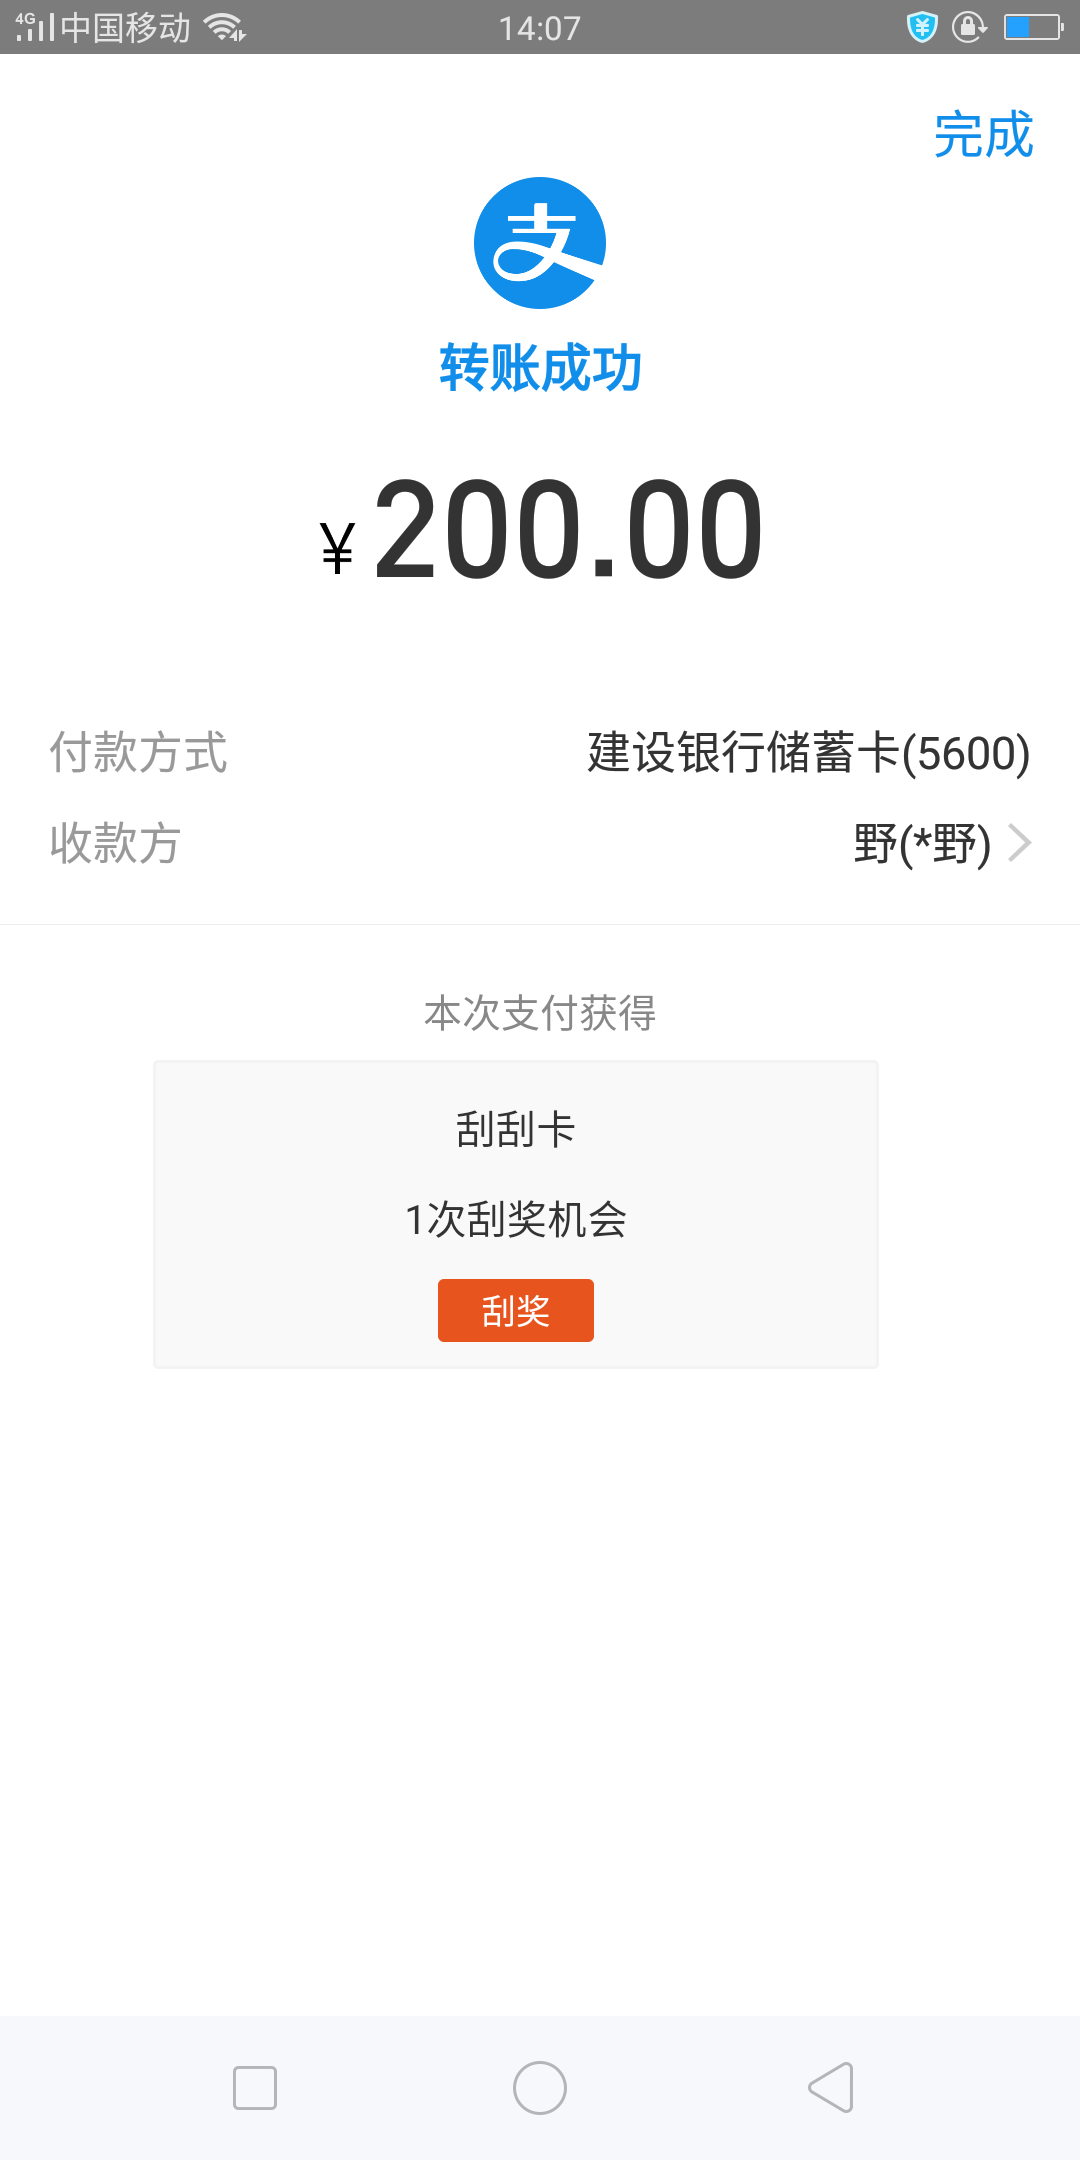 4G 中国移动 14:07
完成
支
转账成功
¥ 200.00
付款方式 建设银行储蓄卡(5600)
收款方 野(*野)
本次支付获得
刮刮卡
1次刮奖机会
刮奖